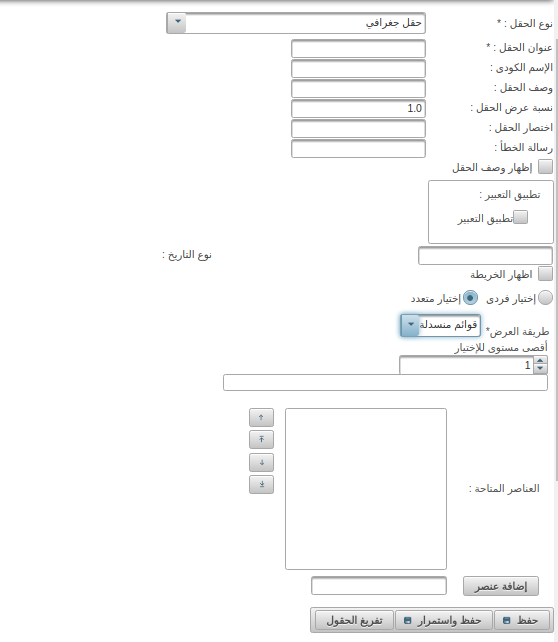 نوع الحقل : * حقل جغرافي
عنوان الحقل : *
الإسم الكودى :
وصف الحقل :
نسبة عرض الحقل : 1.0
اختصار الحقل :
رسالة الخطأ :
إظهار وصف الحقل
تطبيق التعبير :
تطبيق التعبير
نوع التاريخ :
اظهار الخريطة
إختيار فردى إختيار متعدد
طريقة العرض* قوائم منسدلة
أقصى مستوى للإختيار
1
العناصر المتاحة :
إضافة عنصر
حفظ حفظ واستمرار تفريغ الحقول